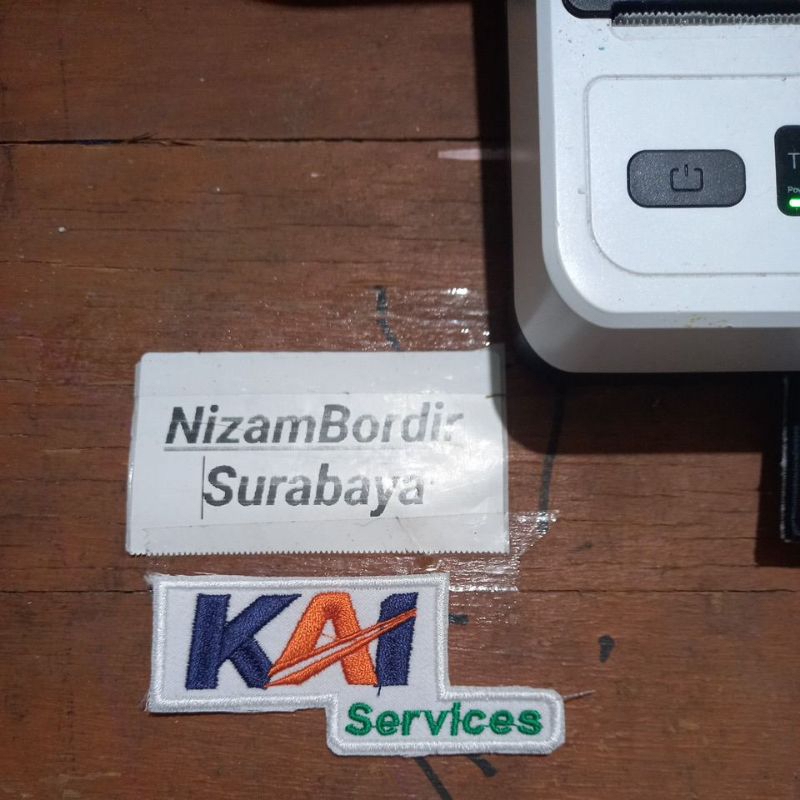 NizamBordir
Surabaya
KAI
Services